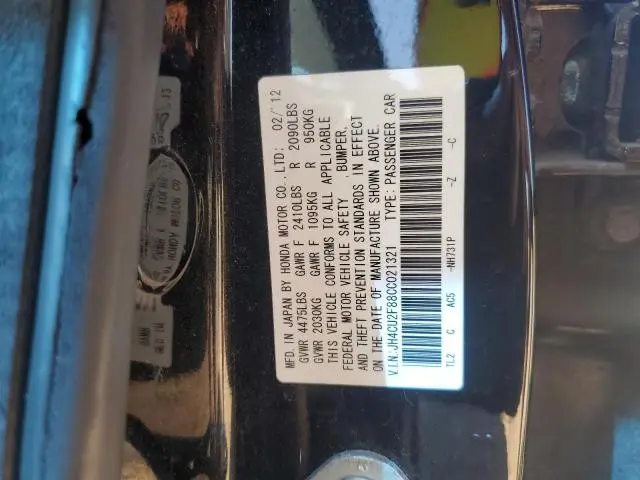 MFD. IN JAPAN BY HONDA MOTOR CO.,LTD: 02/12
GVWR 4475LBS GAWR F 2410LBS R 2090LBS
GVWR 2030KG GAWR F 1095KG R 950KG
THIS VEHICLE CONFORMS TO ALL APPLICABLE
FEDERAL MOTOR VEHICLE SAFETY , BUMPER,
AND THEFT PREVENTION STANDARDS IN EFFECT
ON THE DATE OF MANUFACTURE SHOWN ABOVE.
V.I.N:JH4CU2F88CC021321 TYPE: PASSENGER CAR
TL2 C AC5 -NH731P -Z -C